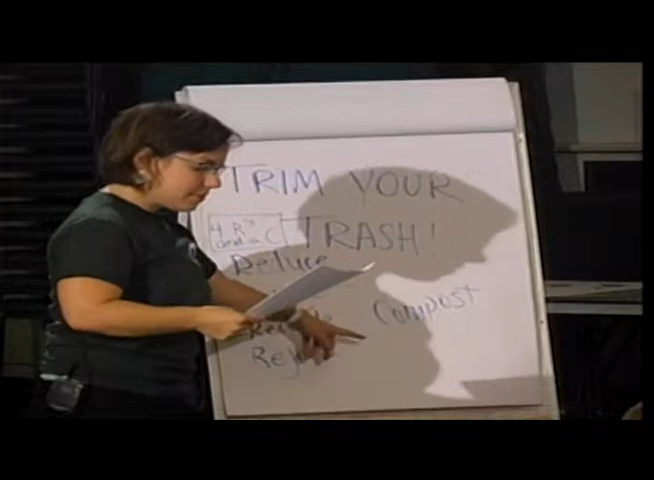 TRIM YOUR
4 R's TRASH!
and a C
Reduce
Compost